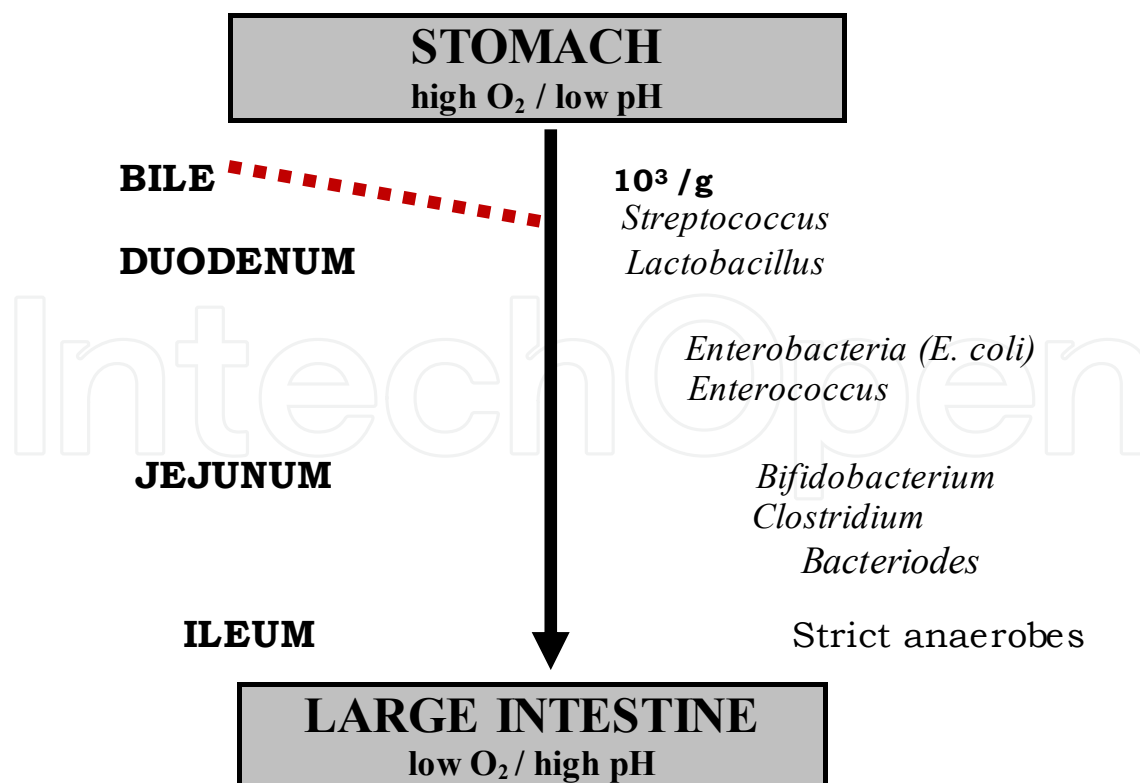 STOMACH
high O₂ / low pH
BILE
10³ /g
Streptococcus
DUODENUM
Lactobacillus
IntechOpen
Enterobacteria (E. coli)
Enterococcus
JEJUNUM
Bifidobacterium
Clostridium
Bacteriodes
ILEUM
Strict anaerobes
LARGE INTESTINE
low O₂ / high pH